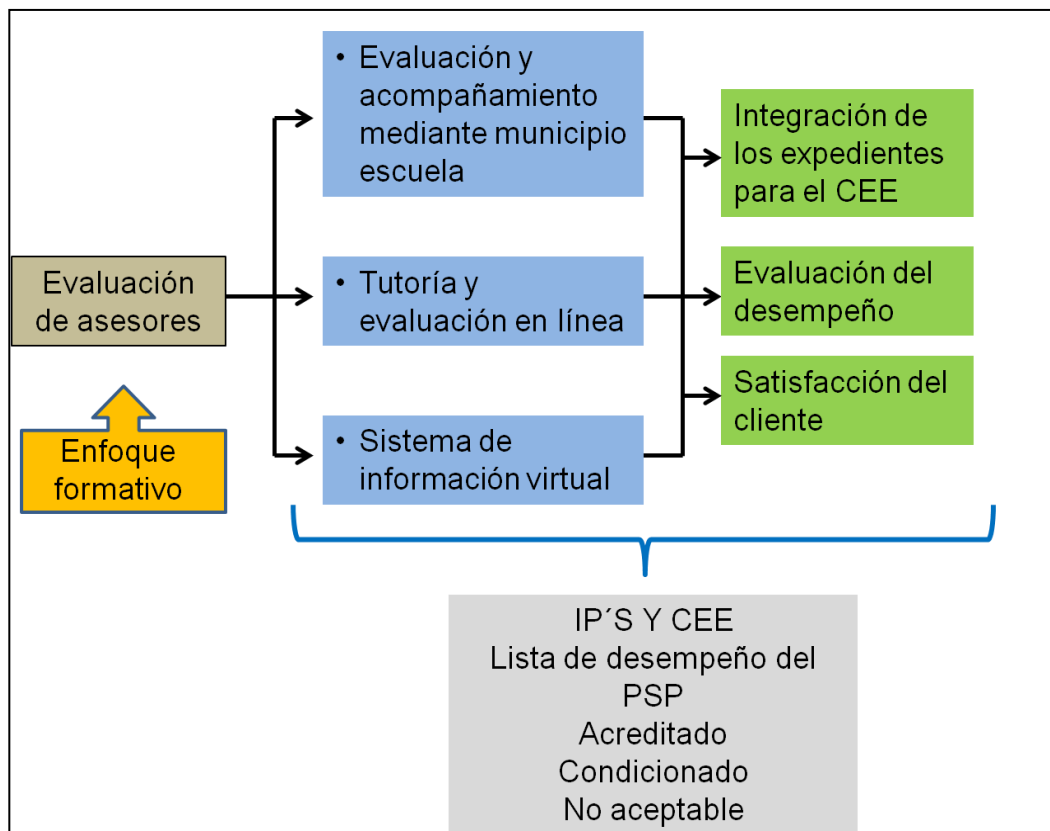 • Evaluación y
acompañamiento
mediante municipio
escuela
Integración de
los expedientes
para el CEE
Evaluación
de asesores
• Tutoría y
evaluación en línea
Evaluación del
desempeño
Enfoque
formativo
• Sistema de
información virtual
Satisfacción del
cliente
IP´S Y CEE
Lista de desempeño del
PSP
Acreditado
Condicionado
No aceptable